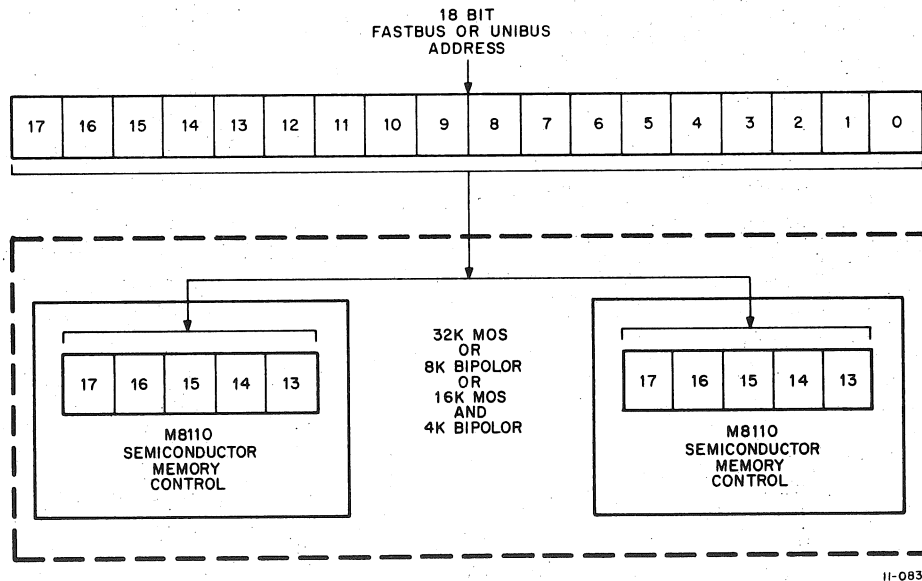 18 BIT
FASTBUS OR UNIBUS
ADDRESS
17 16 15 14 13 12 11 10 9 8 7 6 5 4 3 2 1 0
17 16 15 14 13
M8110
SEMICONDUCTOR
MEMORY
CONTROL
32K MOS
OR
8K BIPOLOR
OR
16K MOS
AND
4K BIPOLOR
17 16 15 14 13
M8110
SEMICONDUCTOR
MEMORY
CONTROL
11-083